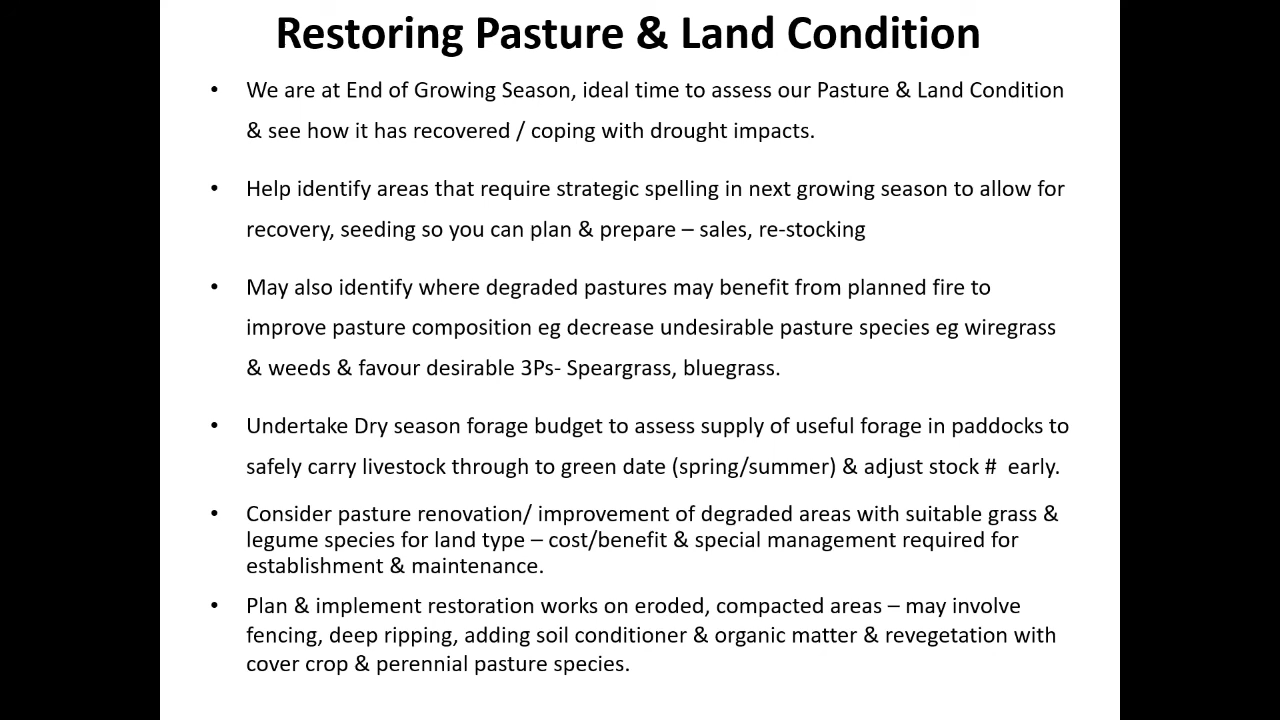 Restoring Pasture & Land Condition
• We are at End of Growing Season, ideal time to assess our Pasture & Land Condition
& see how it has recovered / coping with drought impacts.
• Help identify areas that require strategic spelling in next growing season to allow for
recovery, seeding so you can plan & prepare – sales, re-stocking
• May also identify where degraded pastures may benefit from planned fire to
improve pasture composition eg decrease undesirable pasture species eg wiregrass
& weeds & favour desirable 3Ps- Speargrass, bluegrass.
• Undertake Dry season forage budget to assess supply of useful forage in paddocks to
safely carry livestock through to green date (spring/summer) & adjust stock #  early.
• Consider pasture renovation/ improvement of degraded areas with suitable grass &
legume species for land type – cost/benefit & special management required for
establishment & maintenance.
• Plan & implement restoration works on eroded, compacted areas – may involve
fencing, deep ripping, adding soil conditioner & organic matter & revegetation with
cover crop & perennial pasture species.